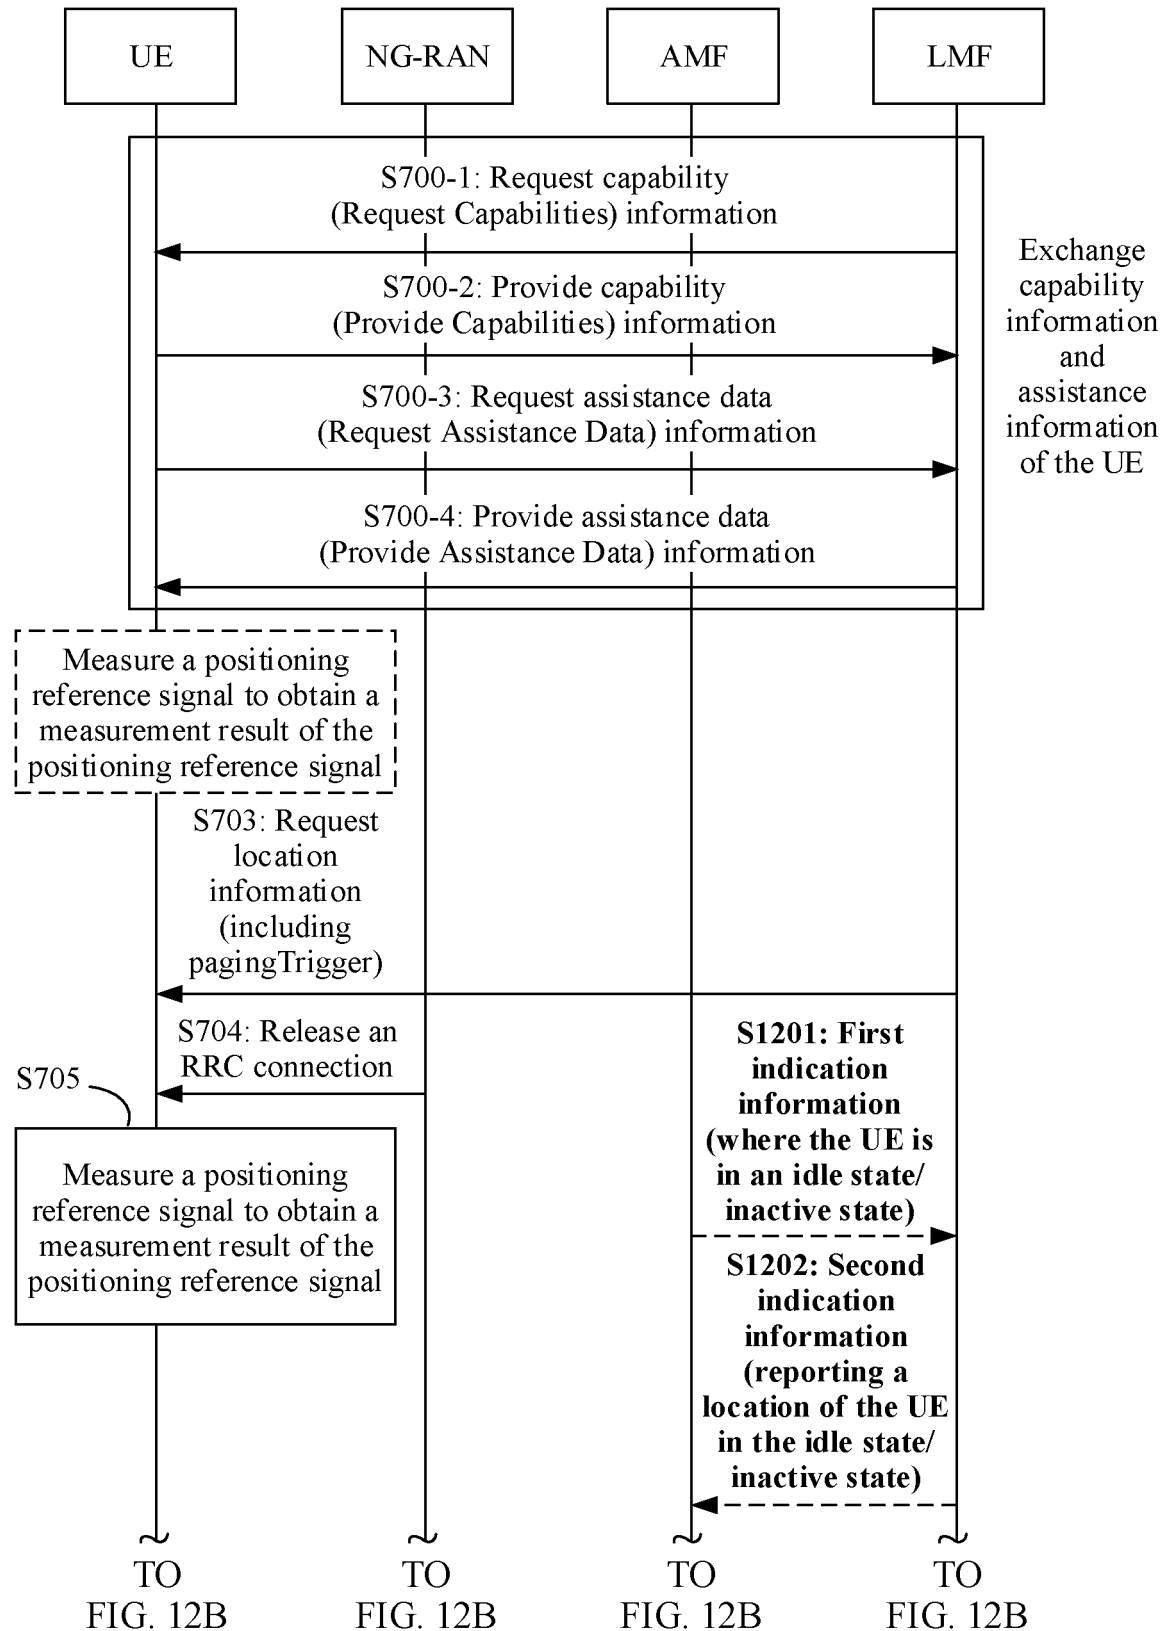 UE
NG-RAN
AMF
LMF
S700-1: Request capability
(Request Capabilities) information
S700-2: Provide capability
(Provide Capabilities) information
S700-3: Request assistance data
(Request Assistance Data) information
S700-4: Provide assistance data
(Provide Assistance Data) information
Exchange
capability
information
and
assistance
information
of the UE
Measure a positioning
reference signal to obtain a
measurement result of the
positioning reference signal
S703: Request
location
information
(including
pagingTrigger)
S704: Release an
RRC connection
S705
Measure a positioning
reference signal to obtain a
measurement result of the
positioning reference signal
S1201: First
indication
information
(where the UE is
in an idle state/
inactive state)
S1202: Second
indication
information
(reporting a
location of the UE
in the idle state/
inactive state)
TO
FIG. 12B
TO
FIG. 12B
TO
FIG. 12B
TO
FIG. 12B